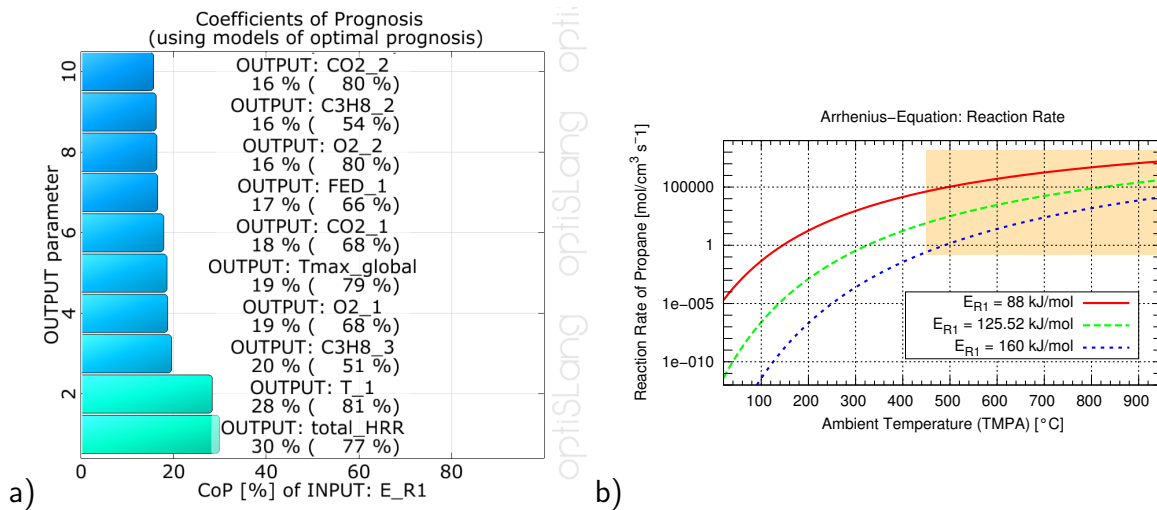 Coefficients of Prognosis
(using models of optimal prognosis)
OUTPUT parameter
10
8
6
4
2
OUTPUT: CO2_2
16 % ( 80 %)
OUTPUT: C3H8_2
16 % ( 54 %)
OUTPUT: O2_2
16 % ( 80 %)
OUTPUT: FED_1
17 % ( 66 %)
OUTPUT: CO2_1
18 % ( 68 %)
OUTPUT: Tmax_global
19 % ( 79 %)
OUTPUT: O2_1
19 % ( 68 %)
OUTPUT: C3H8_3
20 % ( 51 %)
OUTPUT: T_1
28 % ( 81 %)
OUTPUT: total_HRR
30 % ( 77 %)
0 20 40 60 80
CoP [%] of INPUT: E_R1
a)
optiSLang optiS
Arrhenius−Equation: Reaction Rate
Reaction Rate of Propane [mol/cm³ s⁻¹]
100000
1
1e−005
1e−010
E_R1 = 88 kJ/mol
E_R1 = 125.52 kJ/mol
E_R1 = 160 kJ/mol
100 200 300 400 500 600 700 800 900
Ambient Temperature (TMPA) [°C]
b)